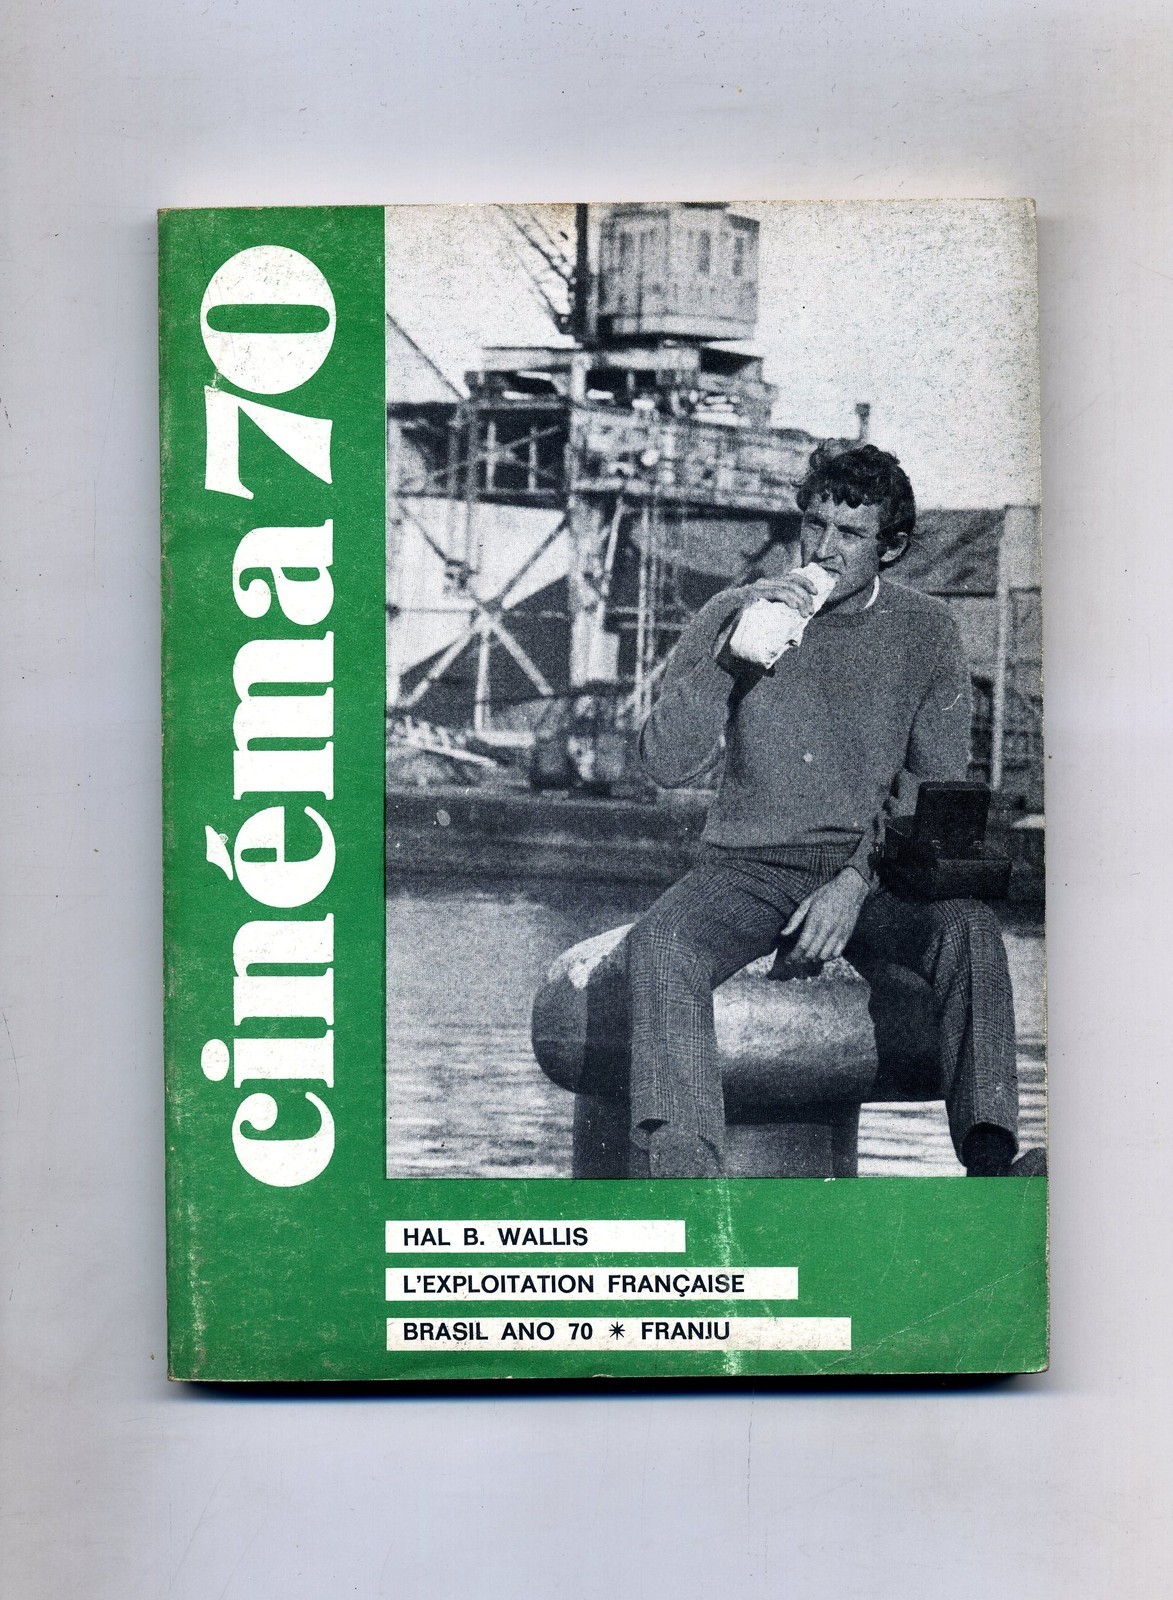 cinéma 70
HAL B. WALLIS
L'EXPLOITATION FRANÇAISE
BRASIL ANO 70 ✳ FRANJU